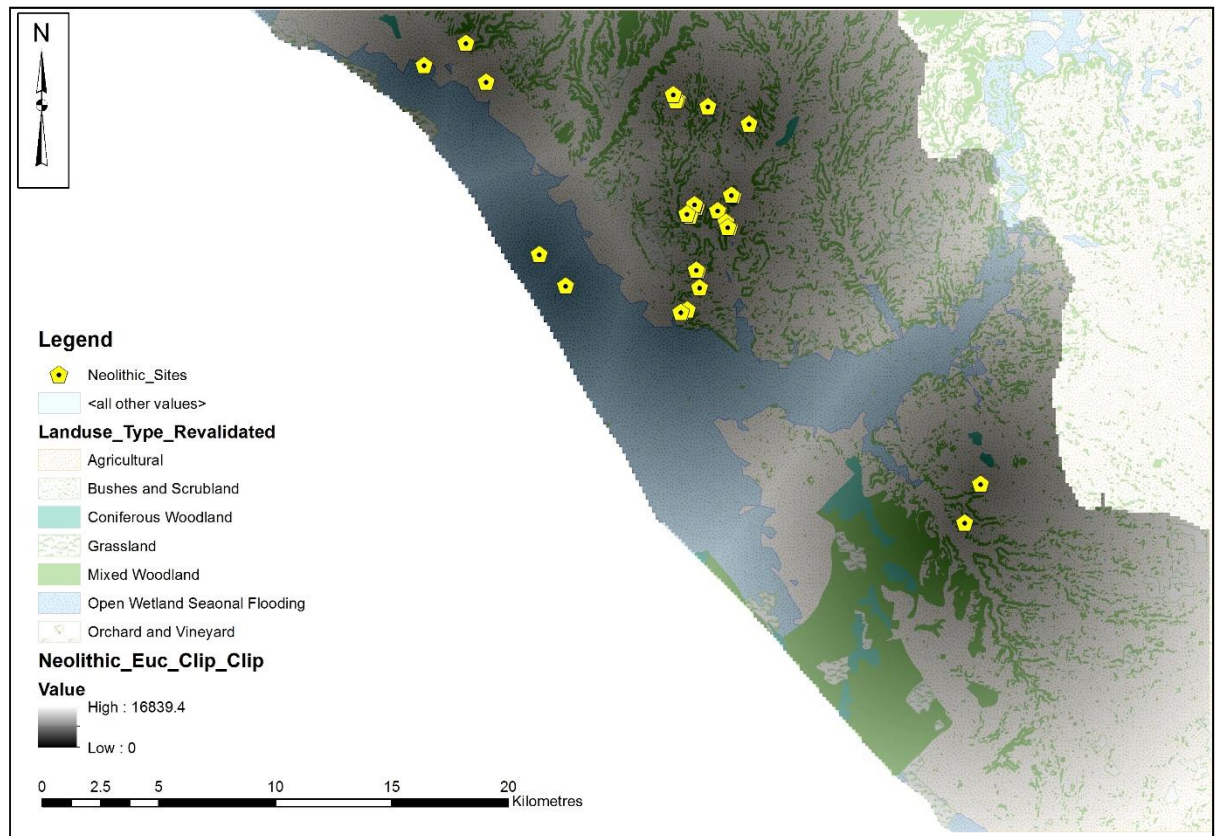 N
Legend
Neolithic_Sites
<all other values>
Landuse_Type_Revalidated
Agricultural
Bushes and Scrubland
Coniferous Woodland
Grassland
Mixed Woodland
Open Wetland Seaonal Flooding
Orchard and Vineyard
Neolithic_Euc_Clip_Clip
Value
High : 16839.4
Low : 0
0 2.5 5 10 15 20
Kilometres